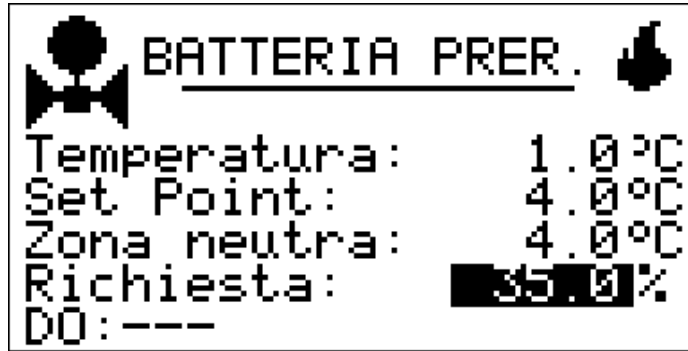 BATTERIA PRER.
Temperatura: 1.0°C
Set Point: 4.0°C
Zona neutra: 4.0°C
Richiesta: 35.0%
DO:---